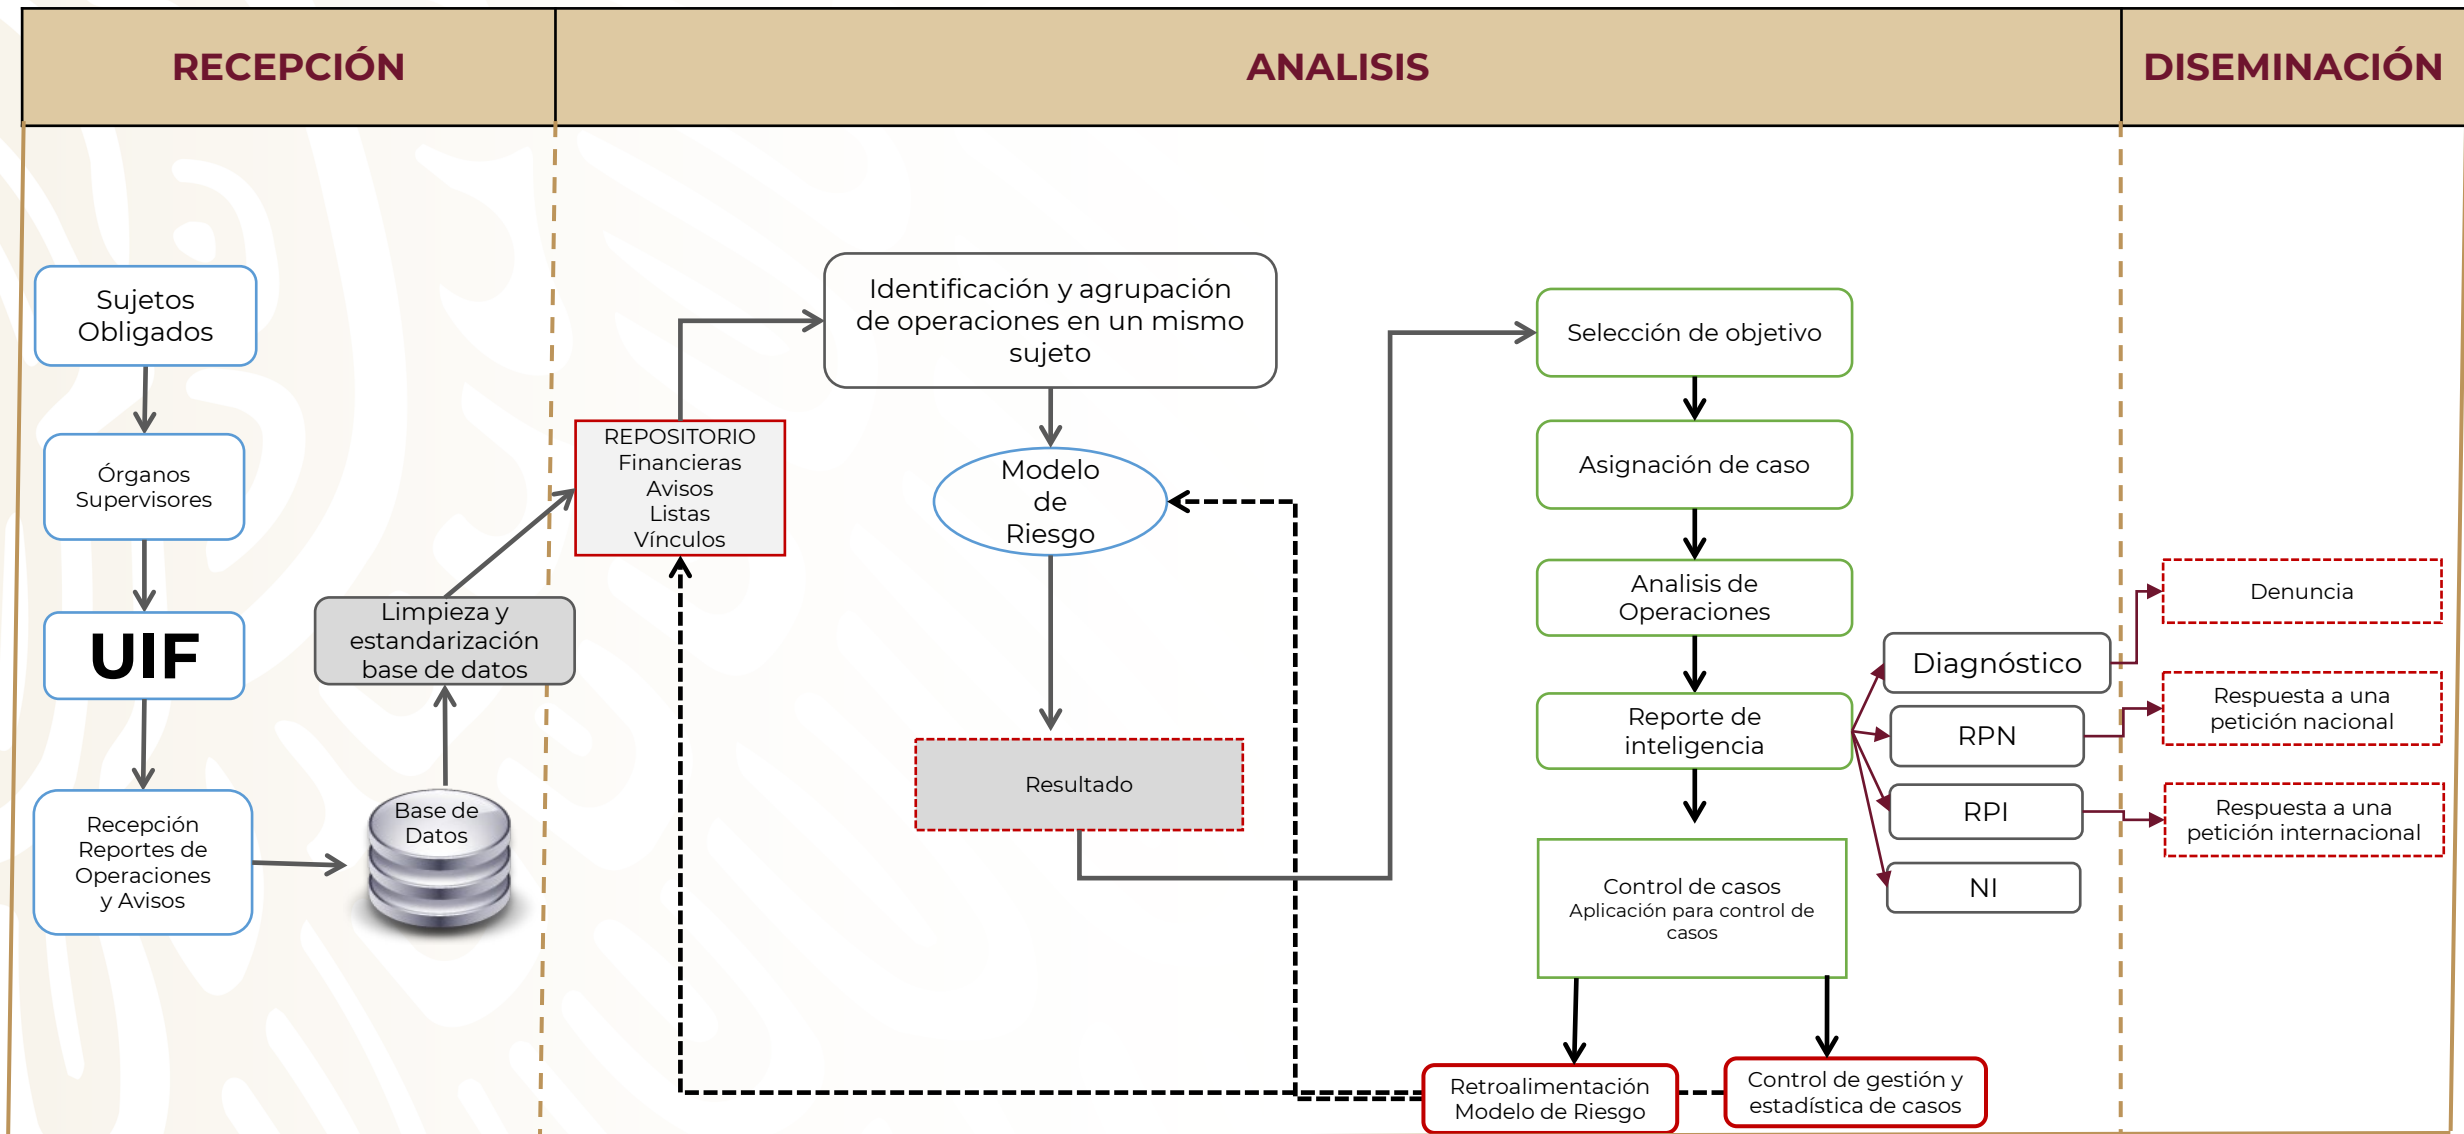 RECEPCIÓN
ANALISIS
DISEMINACIÓN
Sujetos
Obligados
Órganos
Supervisores
UIF
Recepción
Reportes de
Operaciones
y Avisos
Base de
Datos
Limpieza y
estandarización
base de datos
REPOSITORIO
Financieras
Avisos
Listas
Vínculos
Identificación y agrupación
de operaciones en un mismo
sujeto
Modelo
de
Riesgo
Resultado
Selección de objetivo
Asignación de caso
Analisis de
Operaciones
Reporte de
inteligencia
Control de casos
Aplicación para control de
casos
Retroalimentación
Modelo de Riesgo
Control de gestión y
estadística de casos
Diagnóstico
RPN
RPI
NI
Denuncia
Respuesta a una
petición nacional
Respuesta a una
petición internacional